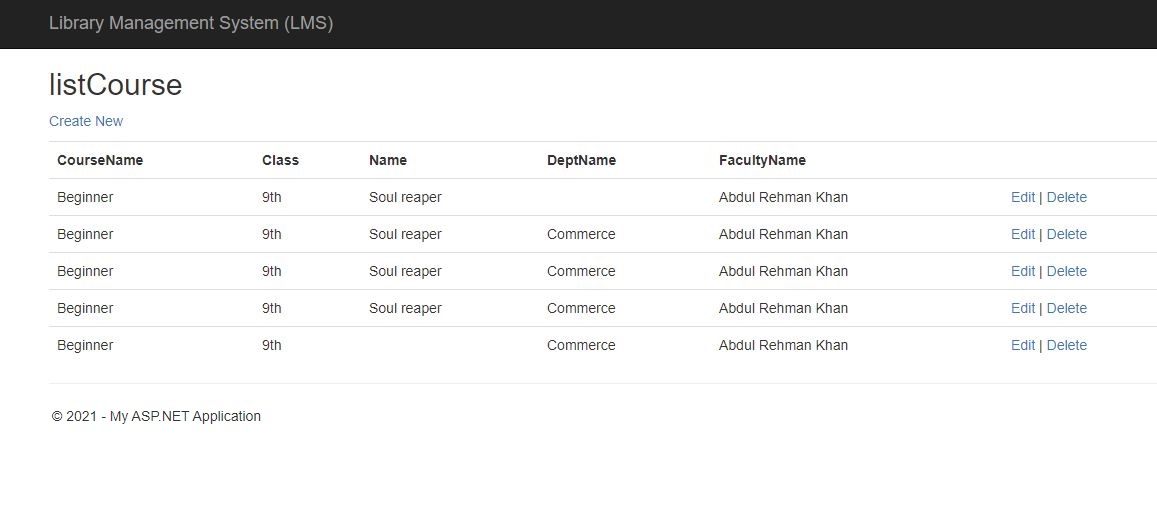 Library Management System (LMS)
listCourse
Create New
CourseName Class Name DeptName FacultyName
Beginner 9th Soul reaper Abdul Rehman Khan Edit | Delete
Beginner 9th Soul reaper Commerce Abdul Rehman Khan Edit | Delete
Beginner 9th Soul reaper Commerce Abdul Rehman Khan Edit | Delete
Beginner 9th Soul reaper Commerce Abdul Rehman Khan Edit | Delete
Beginner 9th Commerce Abdul Rehman Khan Edit | Delete
© 2021 - My ASP.NET Application